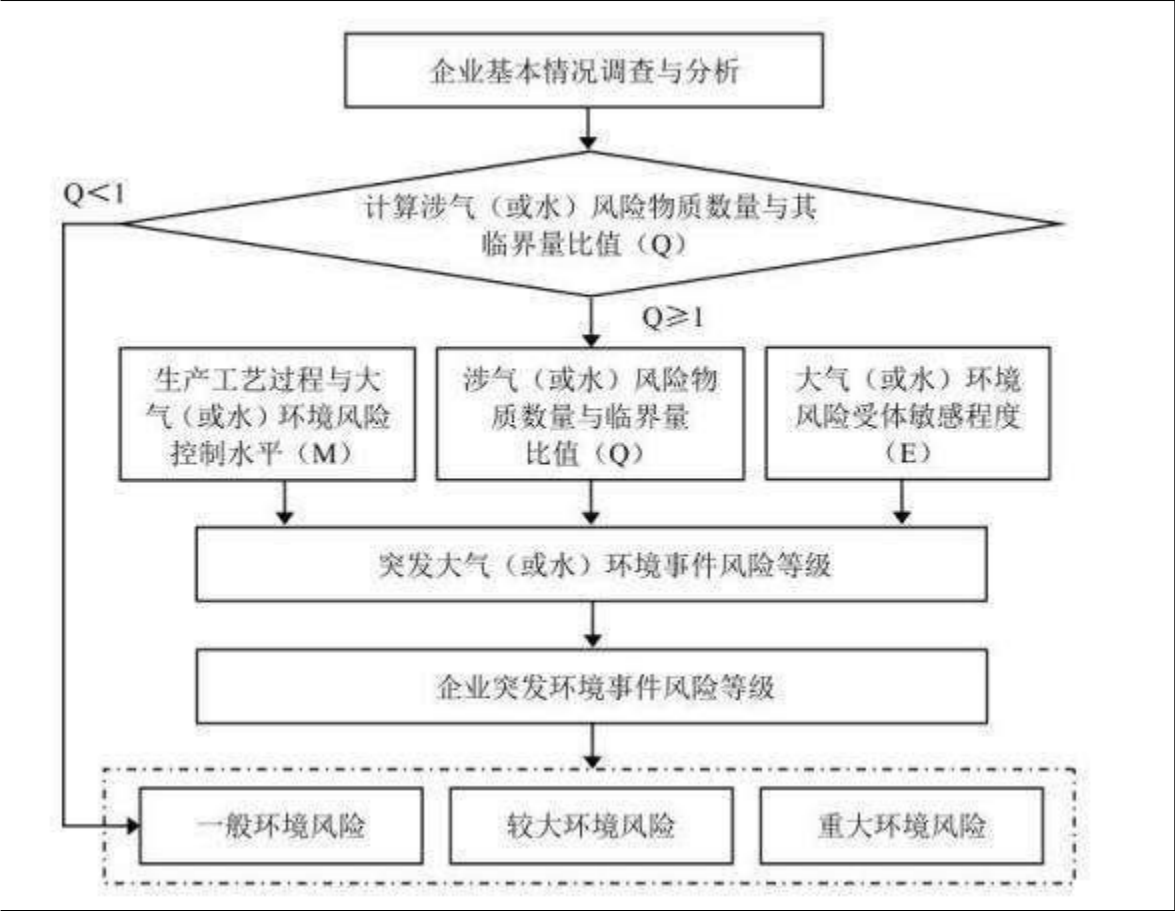 企业基本情况调查与分析
Q＜1
计算涉气（或水）风险物质数量与其
临界量比值（Q）
Q≥1
生产工艺过程与大
气（或水）环境风险
控制水平（M）
涉气（或水）风险物
质数量与临界量
比值（Q）
大气（或水）环境
风险受体敏感程度
（E）
突发大气（或水）环境事件风险等级
企业突发环境事件风险等级
一般环境风险
较大环境风险
重大环境风险